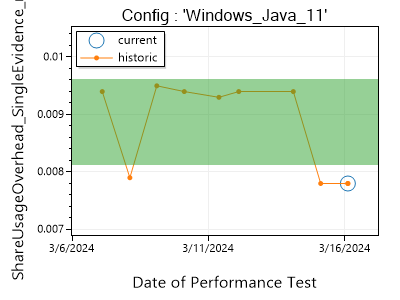 Config : 'Windows_Java_11'
current
historic
ShareUsageOverhead_SingleEvidence_
0.01
0.009
0.008
0.007
3/6/2024
3/11/2024
3/16/2024
Date of Performance Test